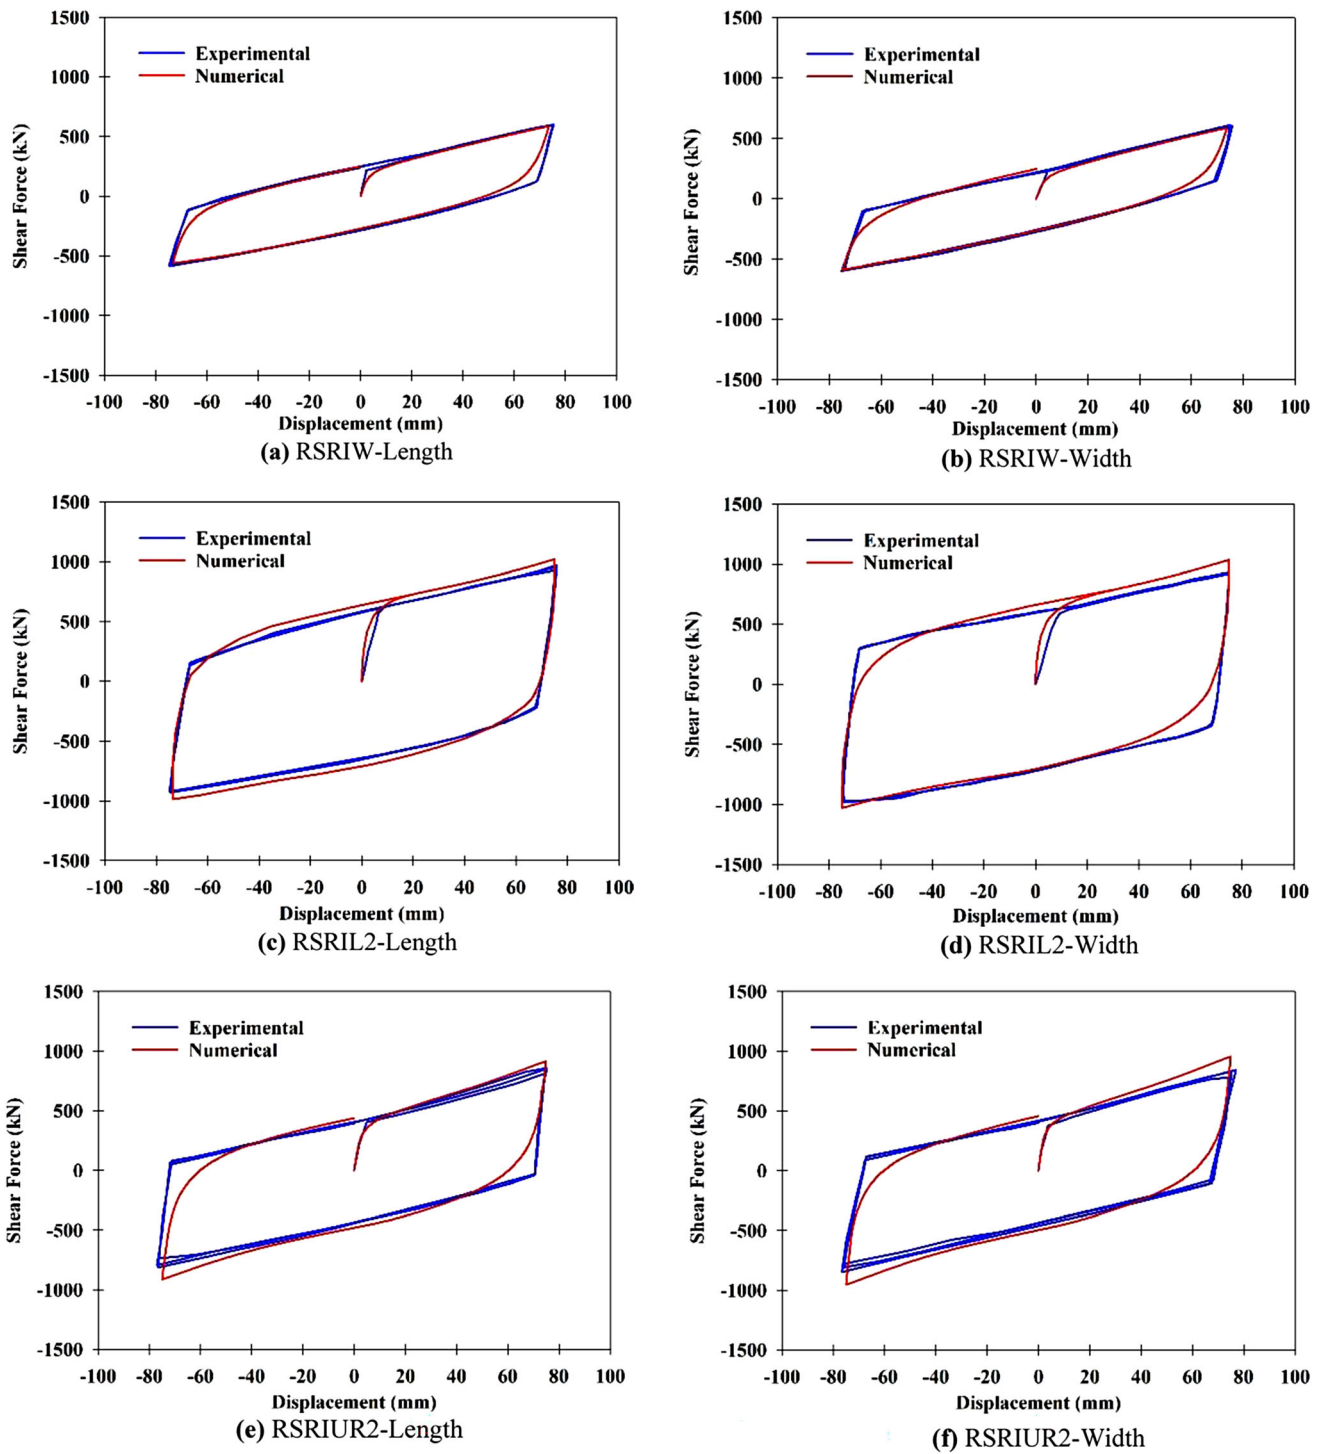 1500
1000
500
0
-500
-1000
-1500
Shear Force (kN)
Experimental
Numerical
-100 -80 -60 -40 -20 0 20 40 60 80 100
Displacement (mm)
(a) RSRIW-Length
1500
1000
500
0
-500
-1000
-1500
Shear Force (kN)
Experimental
Numerical
-100 -80 -60 -40 -20 0 20 40 60 80 100
Displacement (mm)
(b) RSRIW-Width
1500
1000
500
0
-500
-1000
-1500
Shear Force (kN)
Experimental
Numerical
-100 -80 -60 -40 -20 0 20 40 60 80 100
Displacement (mm)
(c) RSRIL2-Length
1500
1000
500
0
-500
-1000
-1500
Shear Force (kN)
Experimental
Numerical
-100 -80 -60 -40 -20 0 20 40 60 80 100
Displacement (mm)
(d) RSRIL2-Width
1500
1000
500
0
-500
-1000
-1500
Shear Force (kN)
Experimental
Numerical
-100 -80 -60 -40 -20 0 20 40 60 80 100
Displacement (mm)
(e) RSRIUR2-Length
1500
1000
500
0
-500
-1000
-1500
Shear Force (kN)
Experimental
Numerical
-100 -80 -60 -40 -20 0 20 40 60 80 100
Displacement (mm)
(f) RSRIUR2-Width